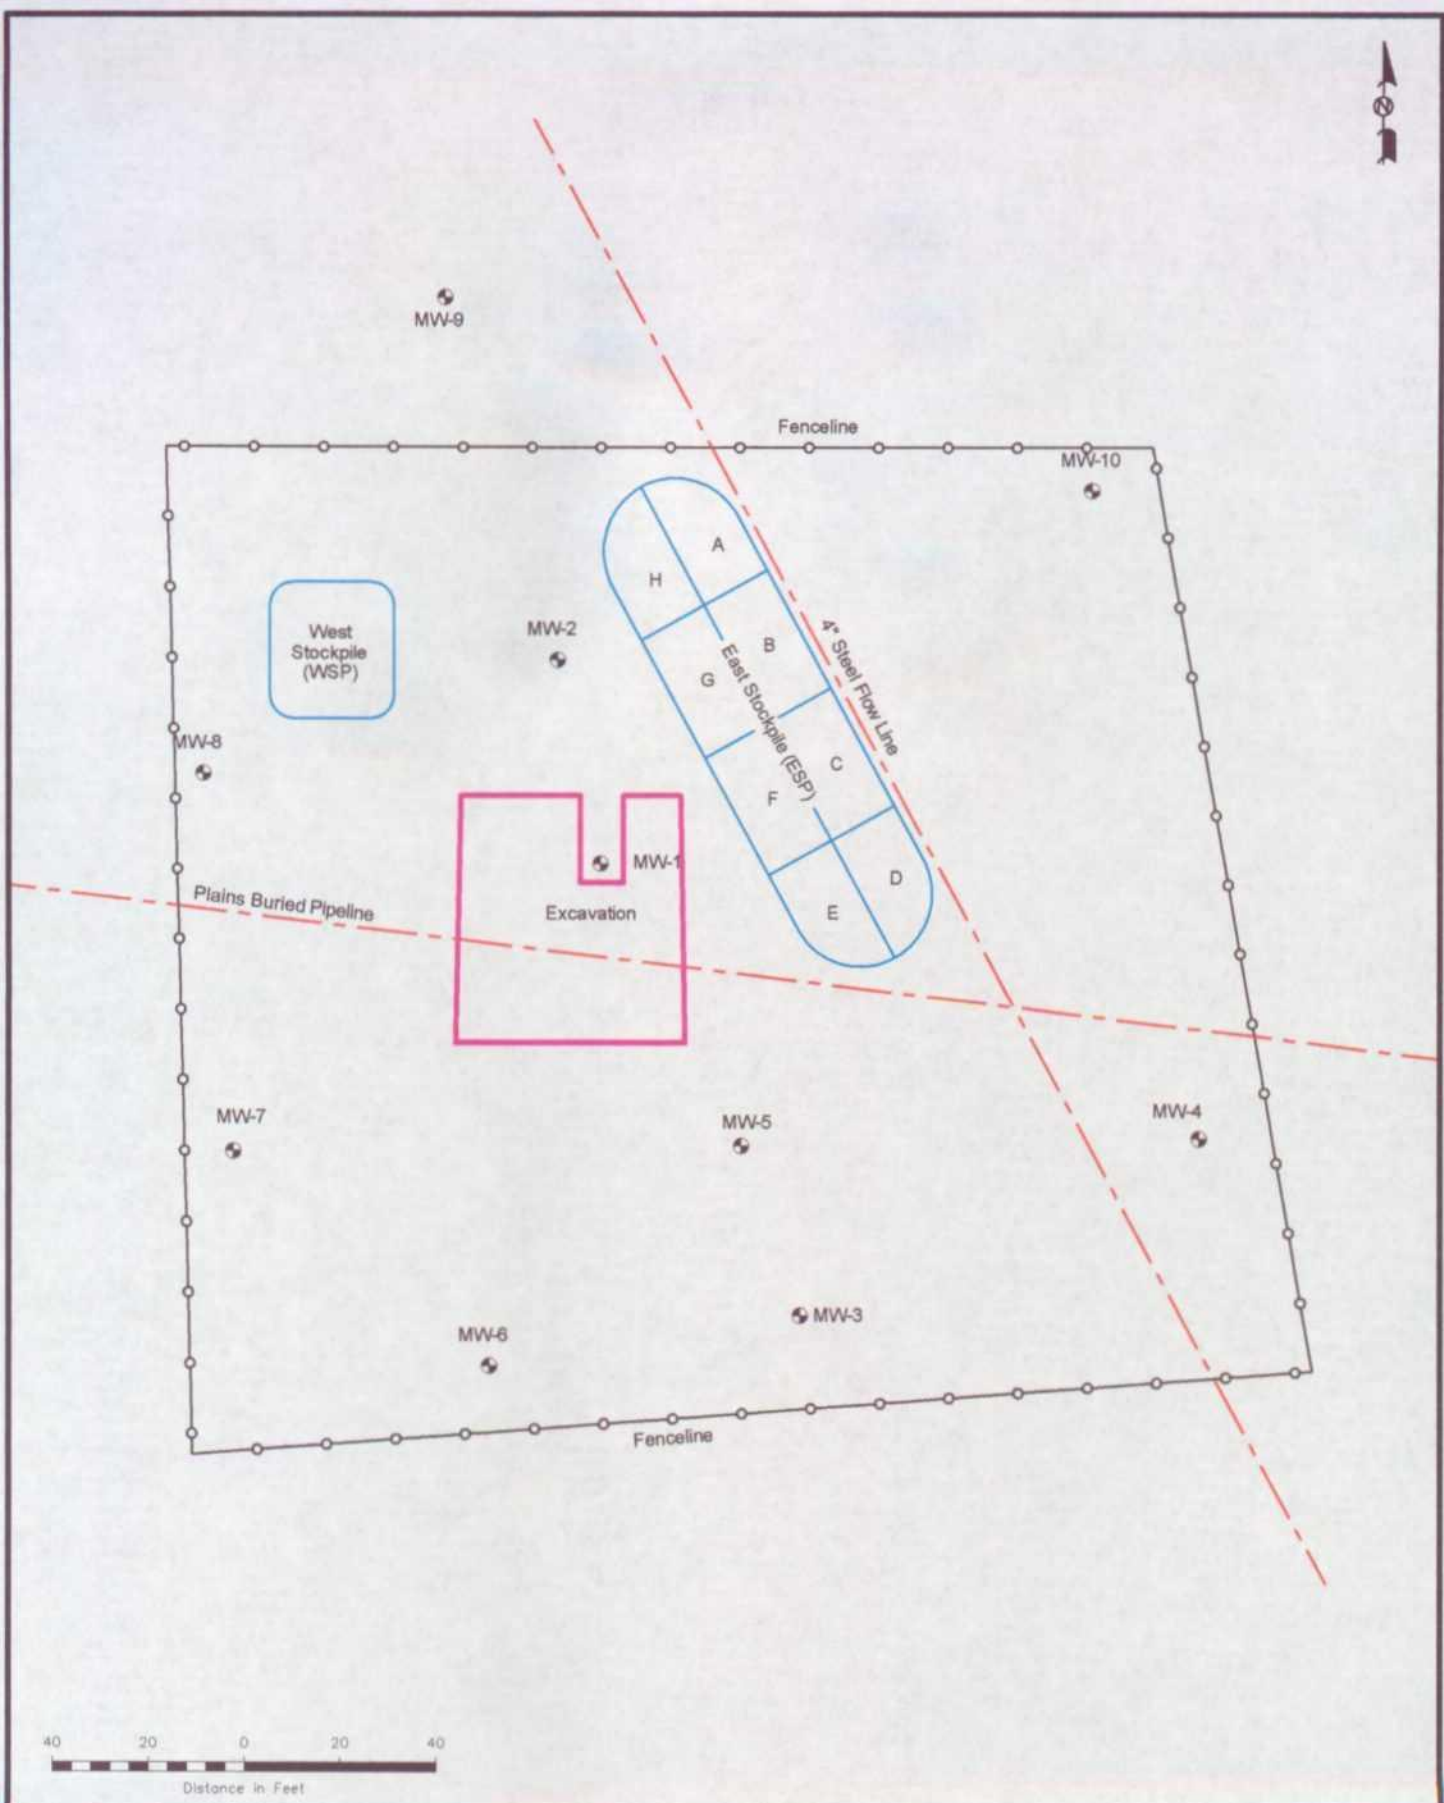 N
MW-9
Fenceline
MW-10
A
H
West
Stockpile
(WSP)
MW-2
B
4" Steel Flow Line
G
East Stockpile (ESP)
MW-8
C
F
MW-1
D
Plains Buried Pipeline
Excavation
E
MW-7
MW-5
MW-4
MW-3
MW-6
Fenceline
40 20 0 20 40
Distance in Feet